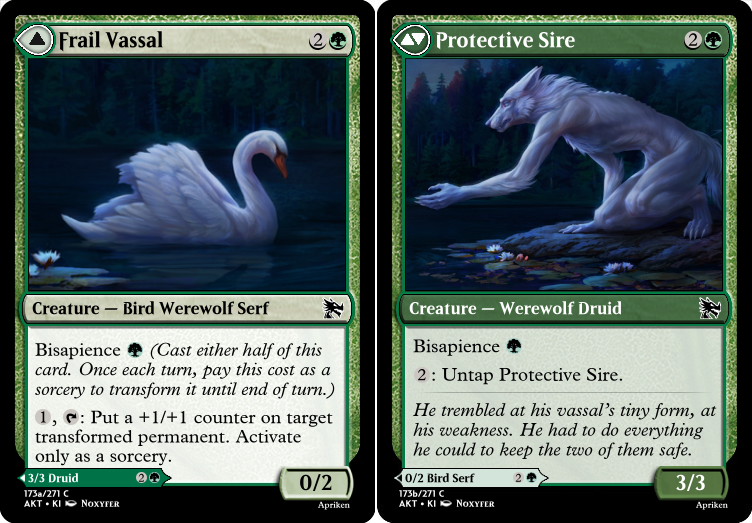 Frail Vassal
2
Creature — Bird Werewolf Serf
Bisapience (Cast either half of this
card. Once each turn, pay this cost as a
sorcery to transform it until end of turn.)
1, : Put a +1/+1 counter on target
transformed permanent. Activate
only as a sorcery.
3/3 Druid 2
0/2
173a/271 C
AKT • KI Noxyfer
Apriken
Protective Sire
2
Creature — Werewolf Druid
Bisapience
2: Untap Protective Sire.
He trembled at his vassal's tiny form, at
his weakness. He had to do everything
he could to keep the two of them safe.
0/2 Bird Serf 2
3/3
173b/271 C
AKT • KI Noxyfer
Apriken